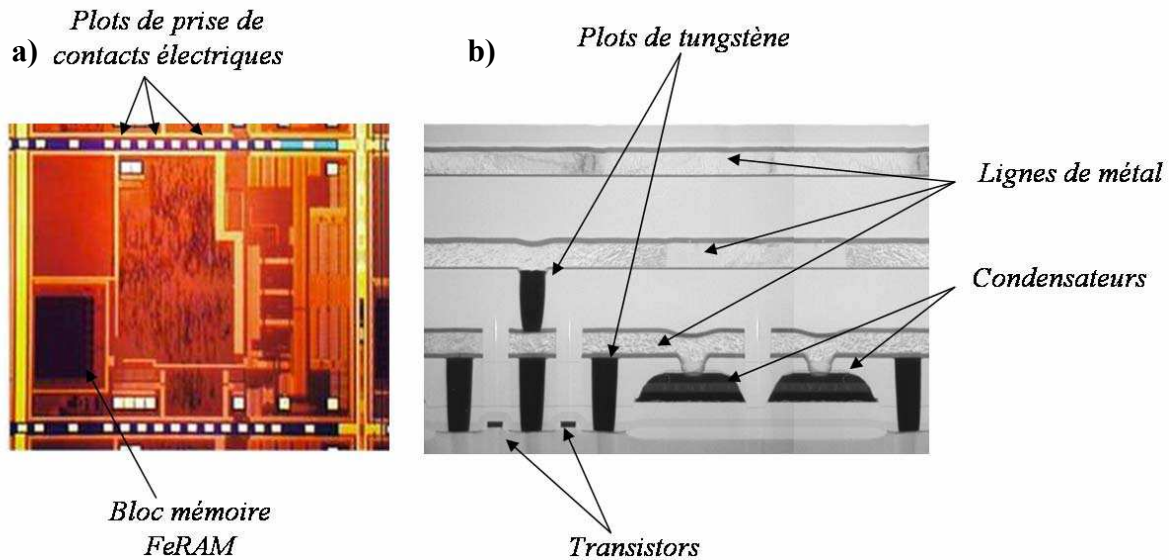 Plots de prise de
contacts électriques
a)
Bloc mémoire
FeRAM
b)
Plots de tungstène
Lignes de métal
Condensateurs
Transistors